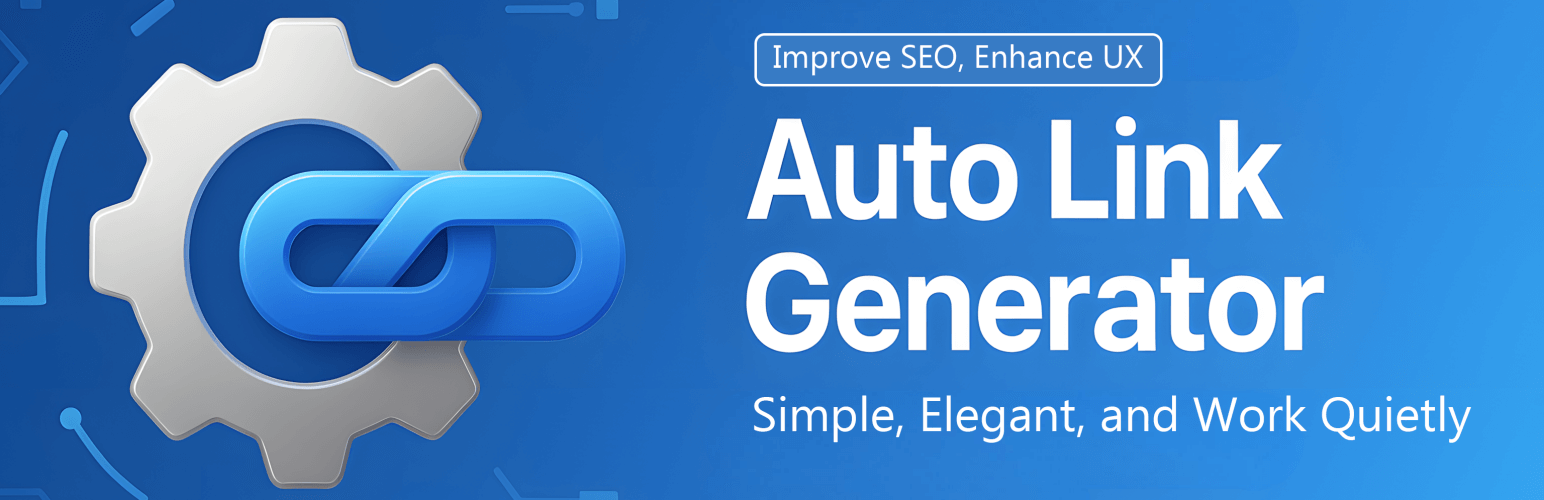 Improve SEO, Enhance UX
Auto Link
Generator
Simple, Elegant, and Work Quietly